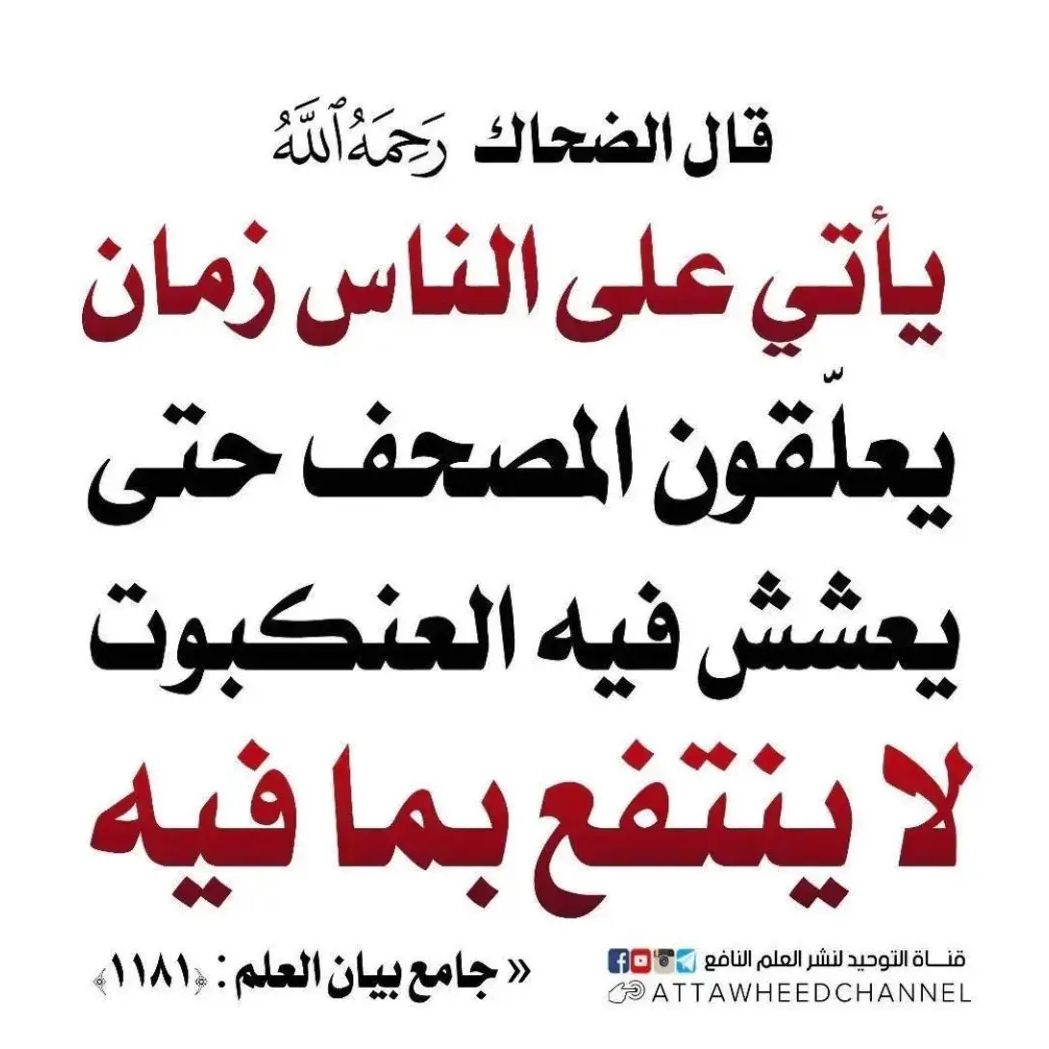 قال الضحاك رَحِمَهُ ٱللَّهُ
يأتي على الناس زمان
يعلّقون المصحف حتى
يعشش فيه العنكبوت
لا ينتفع بما فيه
قناة التوحيد لنشر العلم النافع
ATTAWHEEDCHANNEL
» جامع بيان العلم : ﴿١١٨١﴾